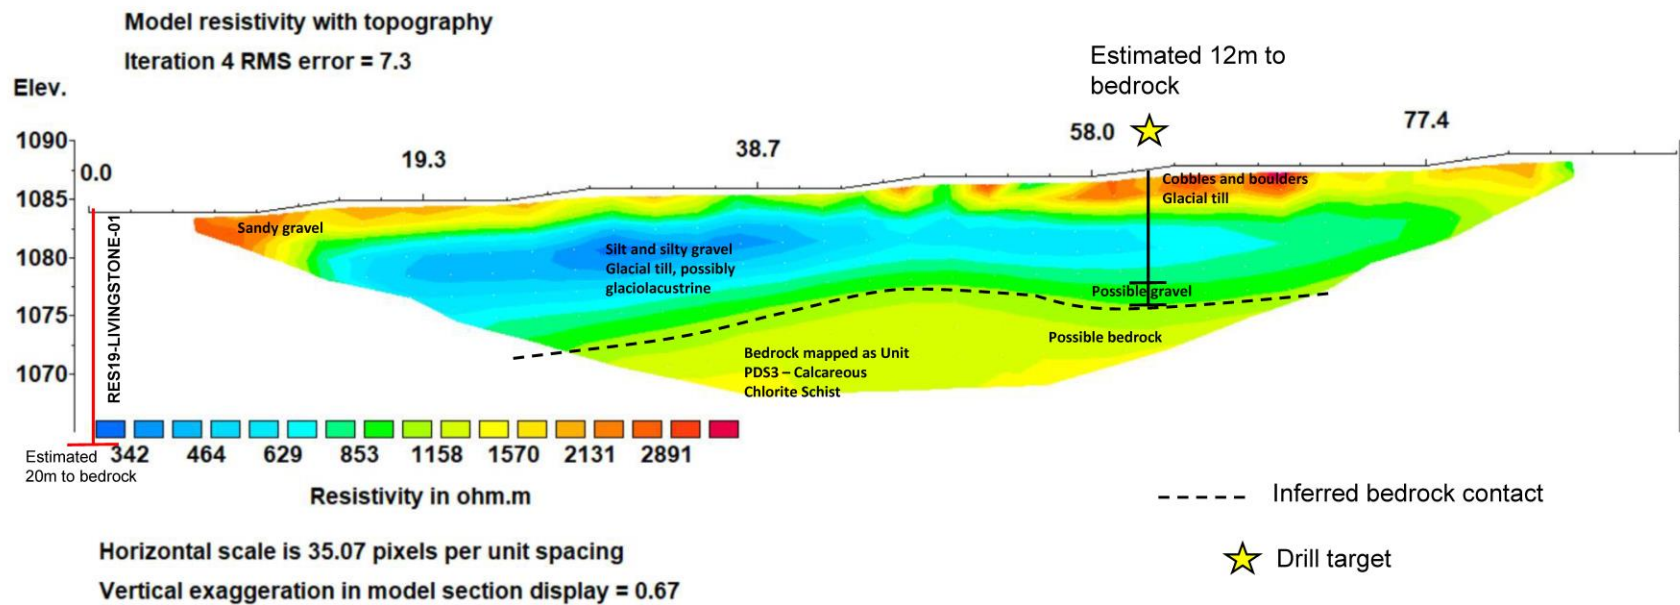 Model resistivity with topography
Iteration 4 RMS error = 7.3
Estimated 12m to
bedrock
Elev.
1090
1085
1080
1075
1070
0.0
19.3
38.7
58.0
77.4
RES19-LIVINGSTONE-01
Sandy gravel
Silt and silty gravel
Glacial till, possibly
glaciolacustrine
Cobbles and boulders
Glacial till
Possible gravel
Possible bedrock
Bedrock mapped as Unit
PDS3 – Calcareous
Chlorite Schist
Estimated
20m to bedrock
342 464 629 853 1158 1570 2131 2891
Resistivity in ohm.m
Inferred bedrock contact
Drill target
Horizontal scale is 35.07 pixels per unit spacing
Vertical exaggeration in model section display = 0.67